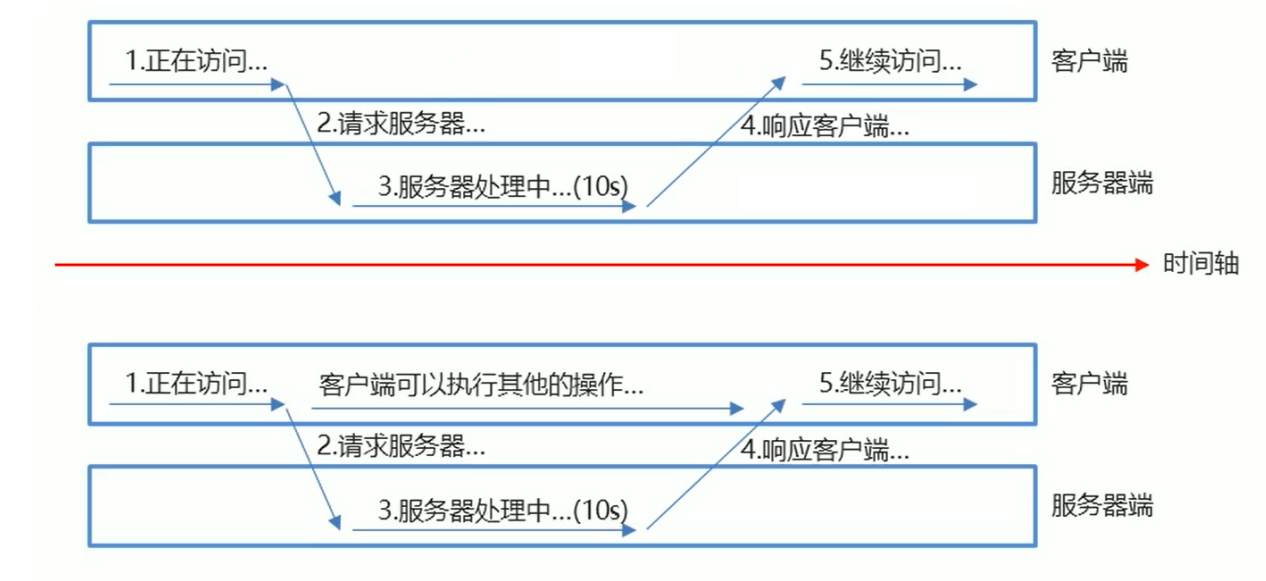 1.正在访问...
5.继续访问...
客户端
2.请求服务器...
4.响应客户端...
3.服务器处理中...(10s)
服务器端
时间轴
1.正在访问...
客户端可以执行其他的操作...
5.继续访问...
客户端
2.请求服务器...
4.响应客户端...
3.服务器处理中...(10s)
服务器端